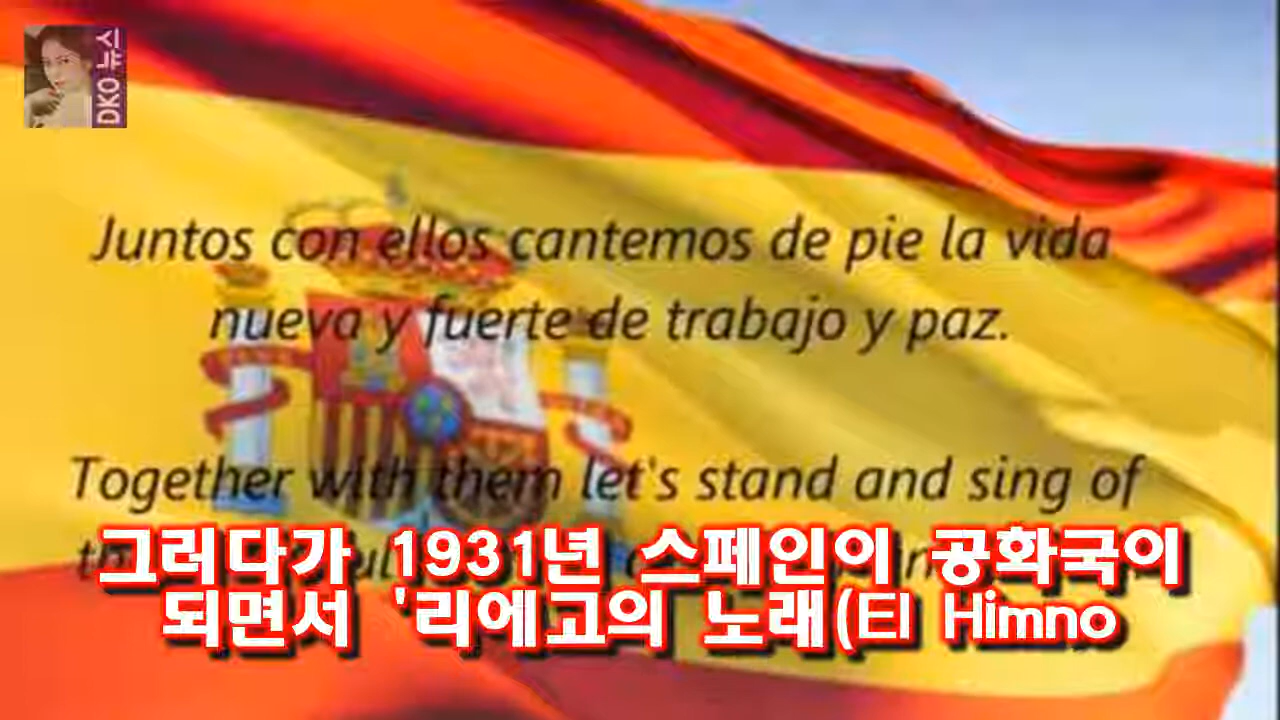 DKO 뉴스
Juntos con ellos cantemos de pie la vida
nueva y fuerte de trabajo y paz.
Together with them let's stand and sing of
그러다가 1931년 스페인이 공화국이
되면서 '리에고의 노래(El Himno